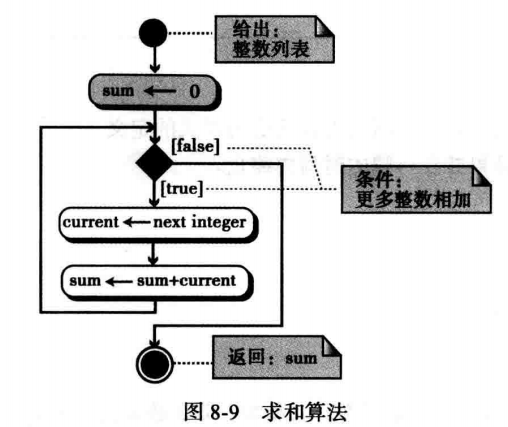 给出：
整数列表
sum ← 0
[false]
[true]
条件：
更多整数相加
current←next integer
sum ← sum+current
返回：sum
图 8-9 求和算法